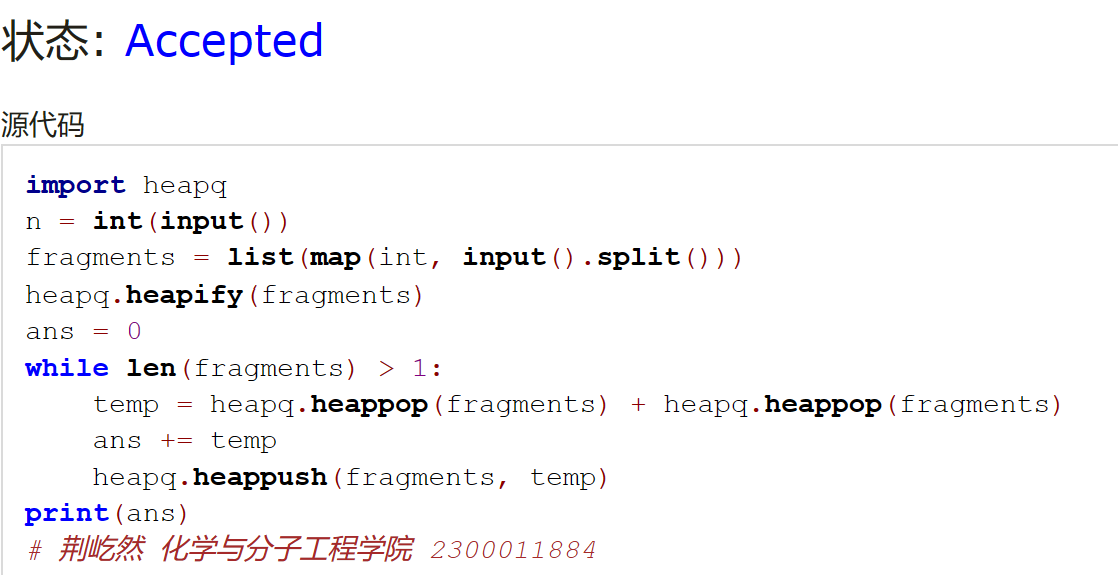 状态: Accepted
源代码
import heapq
n = int(input())
fragments = list(map(int, input().split()))
heapq.heapify(fragments)
ans = 0
while len(fragments) > 1:
    temp = heapq.heappop(fragments) + heapq.heappop(fragments)
    ans += temp
    heapq.heappush(fragments, temp)
print(ans)
# 荆屹然 化学与分子工程学院 2300011884